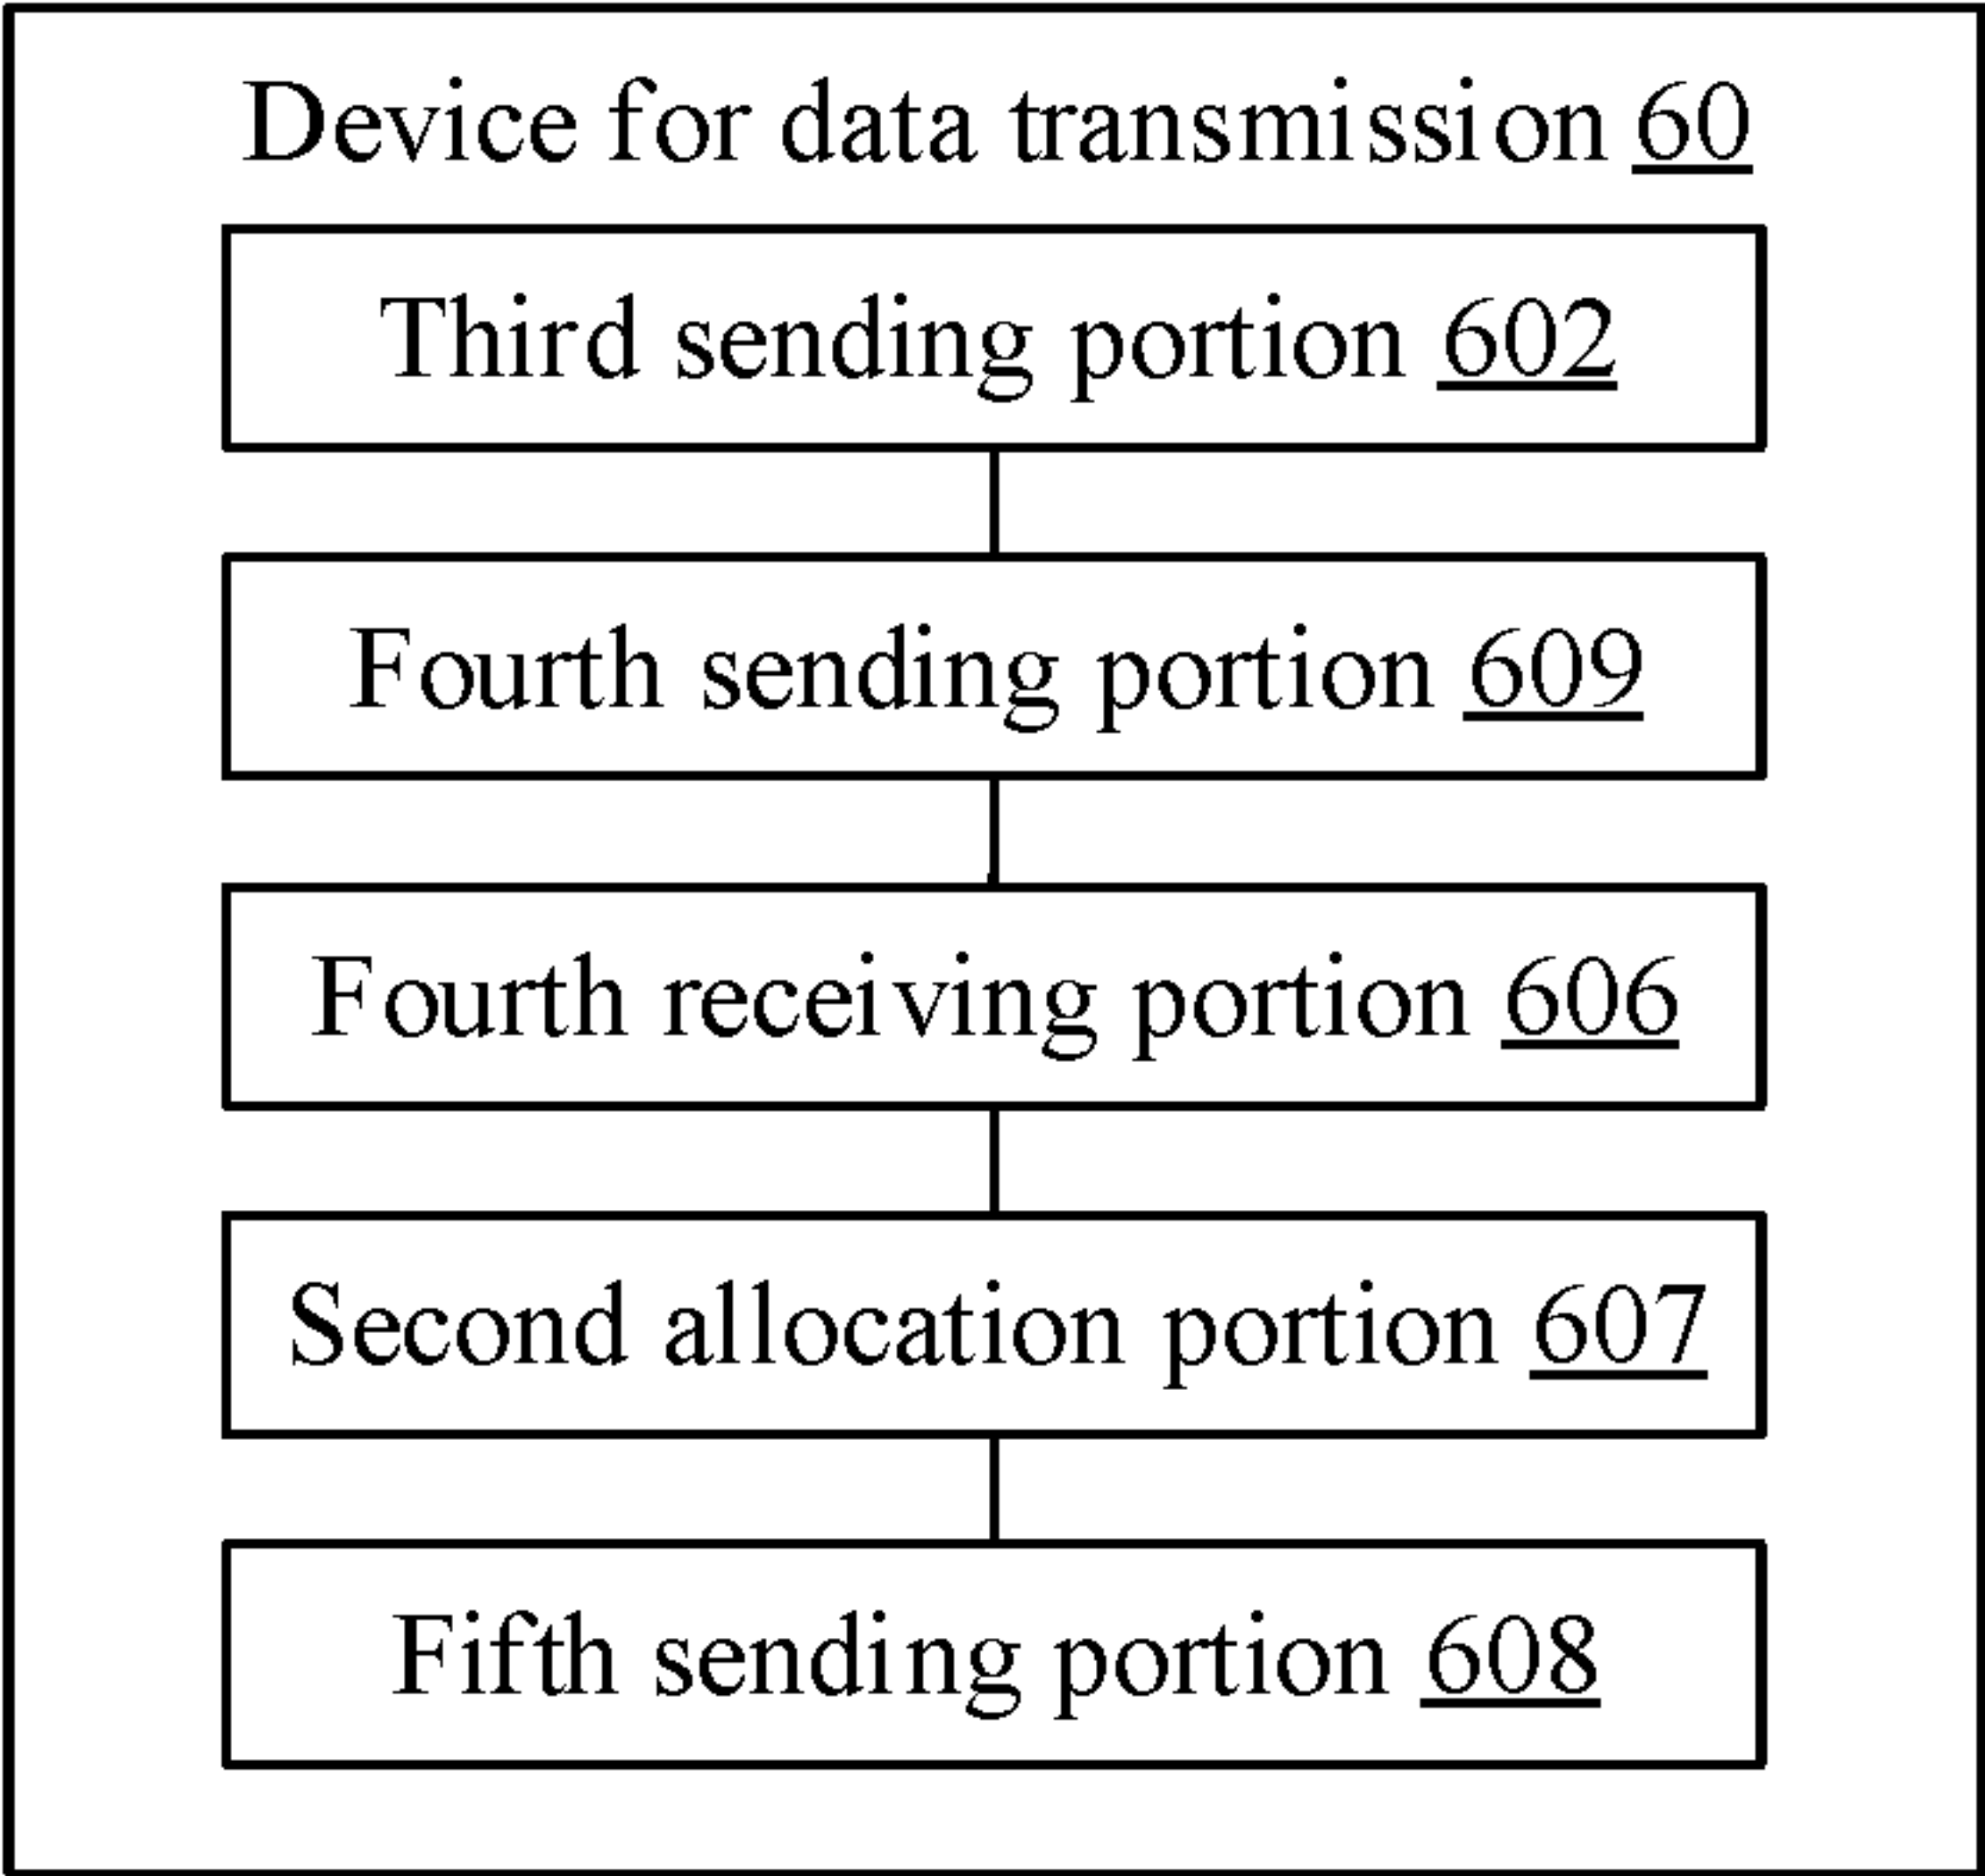 Device for data transmission 60
Third sending portion 602
Fourth sending portion 609
Fourth receiving portion 606
Second allocation portion 607
Fifth sending portion 608